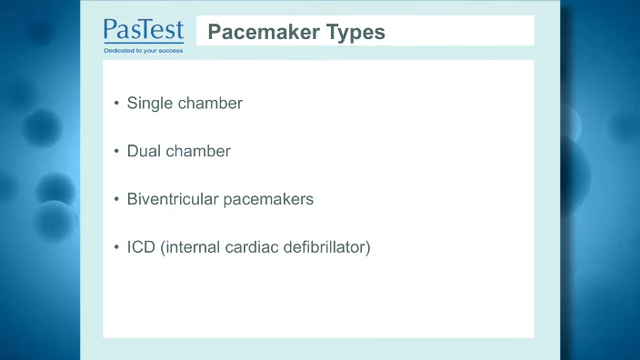 PasTest
Dedicated to your success
Pacemaker Types
• Single chamber
• Dual chamber
• Biventricular pacemakers
• ICD (internal cardiac defibrillator)